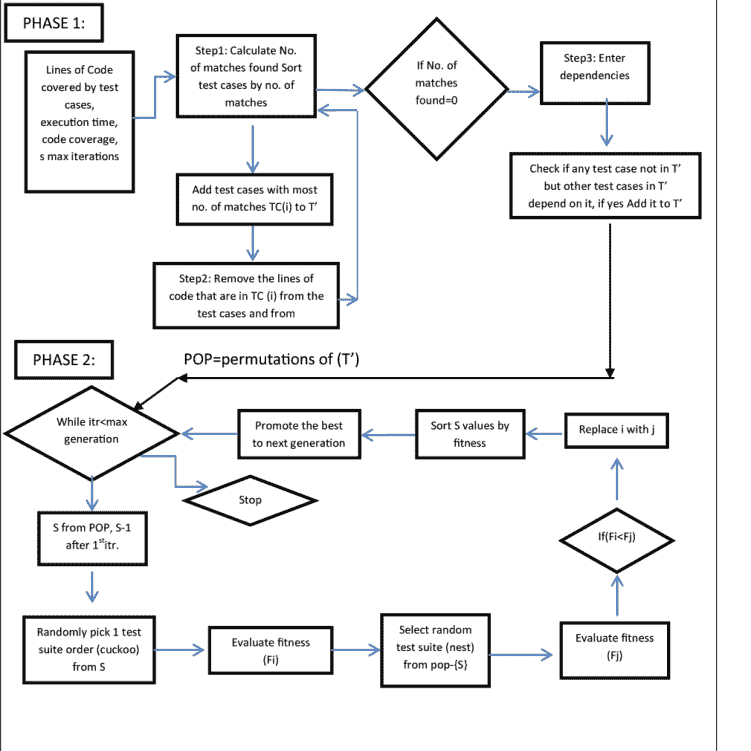 PHASE 1:
Lines of Code
covered by test
cases,
execution time,
code coverage,
s max iterations
Step1: Calculate No.
of matches found Sort
test cases by no. of
matches
If No. of
matches
found=0
Step3: Enter
dependencies
Add test cases with most
no. of matches TC(i) to T’
Check if any test case not in T’
but other test cases in T’
depend on it, if yes Add it to T’
Step2: Remove the lines of
code that are in TC (i) from the
test cases and from
PHASE 2:
POP=permutations of (T’)
While itr<max
generation
Promote the best
to next generation
Sort S values by
fitness
Replace i with j
Stop
S from POP, S-1
after 1st itr.
If(Fi<Fj)
Randomly pick 1 test
suite order (cuckoo)
from S
Evaluate fitness
(Fi)
Select random
test suite (nest)
from pop-{S}
Evaluate fitness
(Fj)